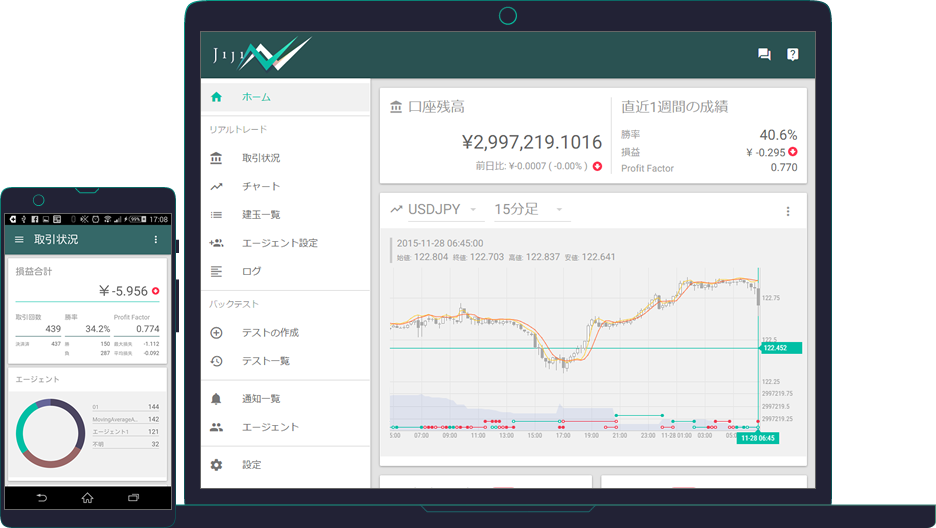 Jiji
ホーム
リアルトレード
取引状況
チャート
建玉一覧
エージェント設定
ログ
バックテスト
テストの作成
テスト一覧
通知一覧
エージェント
設定
口座残高
¥2,997,219.1016
前日比: ¥-0.0007 ( -0.00% )
直近1週間の成績
勝率 40.6%
損益 ¥ -0.295
Profit Factor 0.770
USDJPY 15分足
2015-11-28 06:45:00
始値: 122.804 終値: 122.703 高値: 122.837 安値: 122.641
122.75
122.452
122.5
122.25
2997219.75
2997219.5
2997219.25
5:00 07:00 09:00 11:00 13:00 15:00 17:00 19:00 21:00 23:00 11-28 01:00 03:00
11-28 06:45
99% 17:08
取引状況
損益合計
¥ -5.956
取引回数 勝率 Profit Factor
439 34.2% 0.774
決済済 437 勝 150 最大損失 -1.112
負 287 平均損失 -0.092
エージェント
01 144
MovingAverageA... 142
エージェント1 121
不明 32